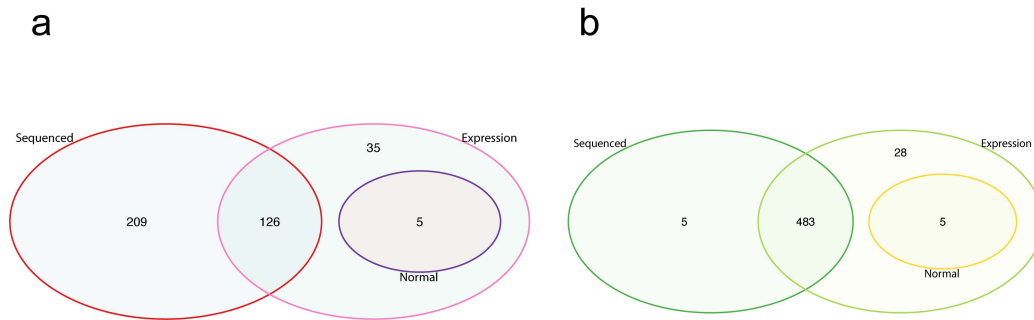 a
b
Sequenced
Expression
35
209
126
5
Normal
Sequenced
Expression
28
5
483
5
Normal